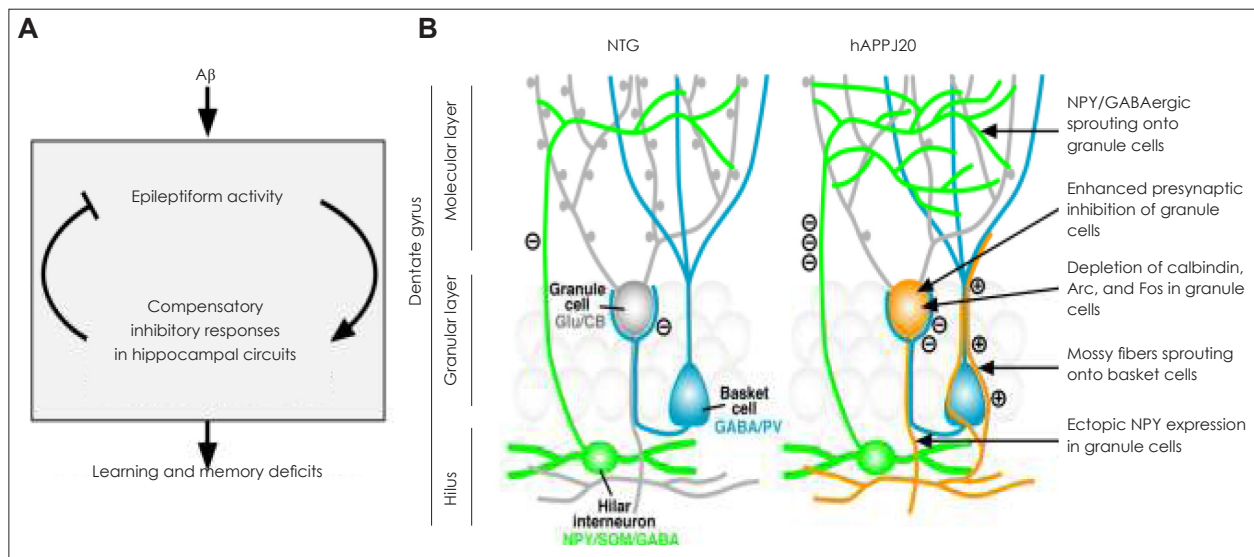 A
Aβ
Epileptiform activity
Compensatory
inhibitory responses
in hippocampal circuits
Learning and memory deficits
B
NTG
hAPPJ20
Dentate gyrus
Molecular layer
Granular layer
Hilus
Granule
cell
Glu/CB
Basket
cell
GABA/PV
Hilar
interneuron
NPY/SOM/GABA
NPY/GABAergic
sprouting onto
granule cells
Enhanced presynaptic
inhibition of granule
cells
Depletion of calbindin,
Arc, and Fos in granule
cells
Mossy fibers sprouting
onto basket cells
Ectopic NPY expression
in granule cells